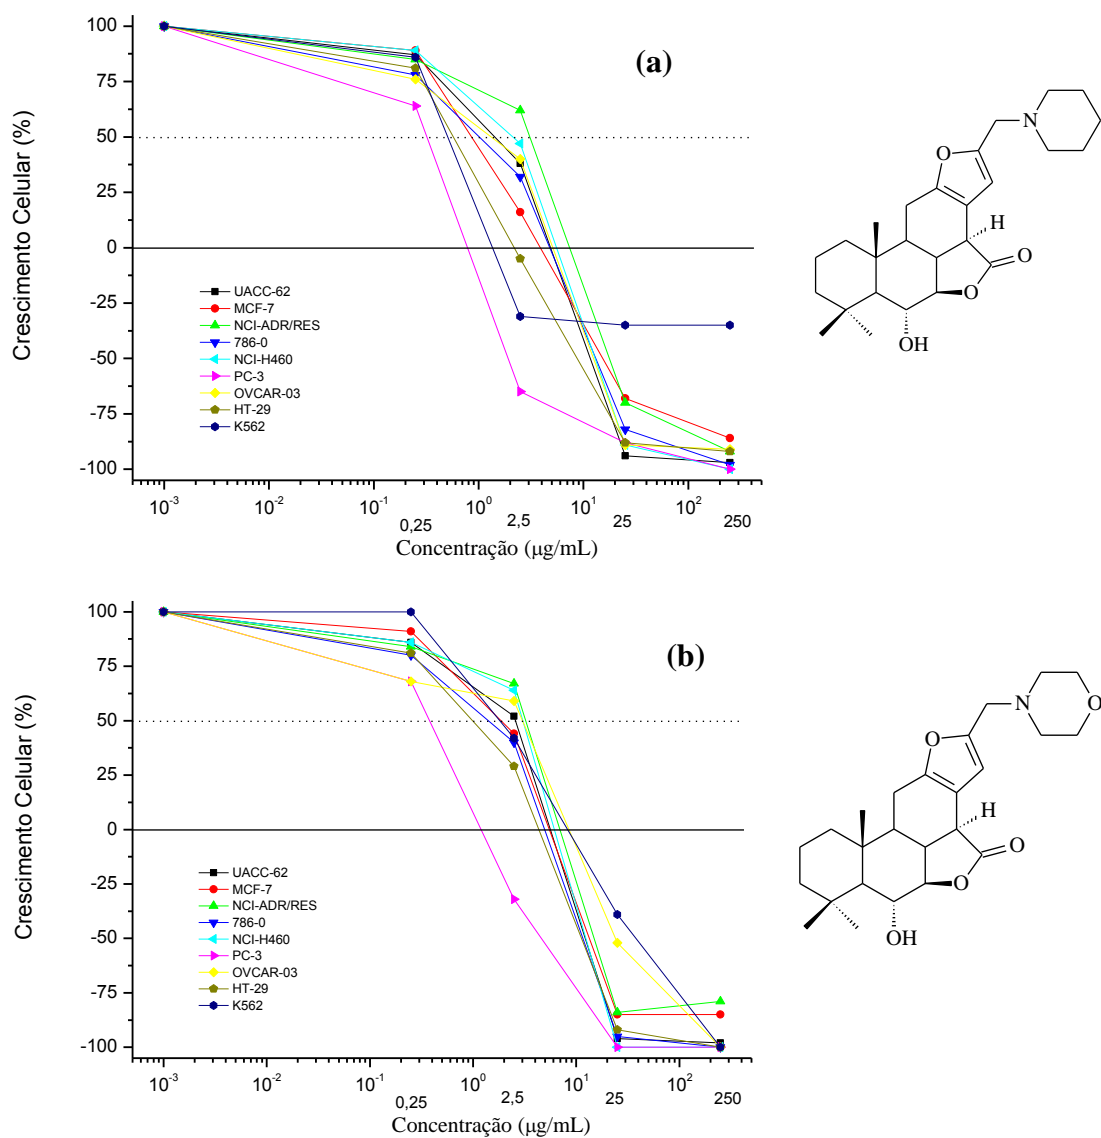 (a)
Crescimento Celular (%)
100
75
50
25
0
-25
-50
-75
-100
UACC-62
MCF-7
NCI-ADR/RES
786-0
NCI-H460
PC-3
OVCAR-03
HT-29
K562
10⁻³ 10⁻² 10⁻¹ 10⁰ 10¹ 10²
0,25 2,5 25 250
Concentração (μg/mL)
N
O
H
O
O
OH
(b)
Crescimento Celular (%)
100
75
50
25
0
-25
-50
-75
-100
UACC-62
MCF-7
NCI-ADR/RES
786-0
NCI-H460
PC-3
OVCAR-03
HT-29
K562
10⁻³ 10⁻² 10⁻¹ 10⁰ 10¹ 10²
0,25 2,5 25 250
Concentração (μg/mL)
N
O
O
H
O
O
OH